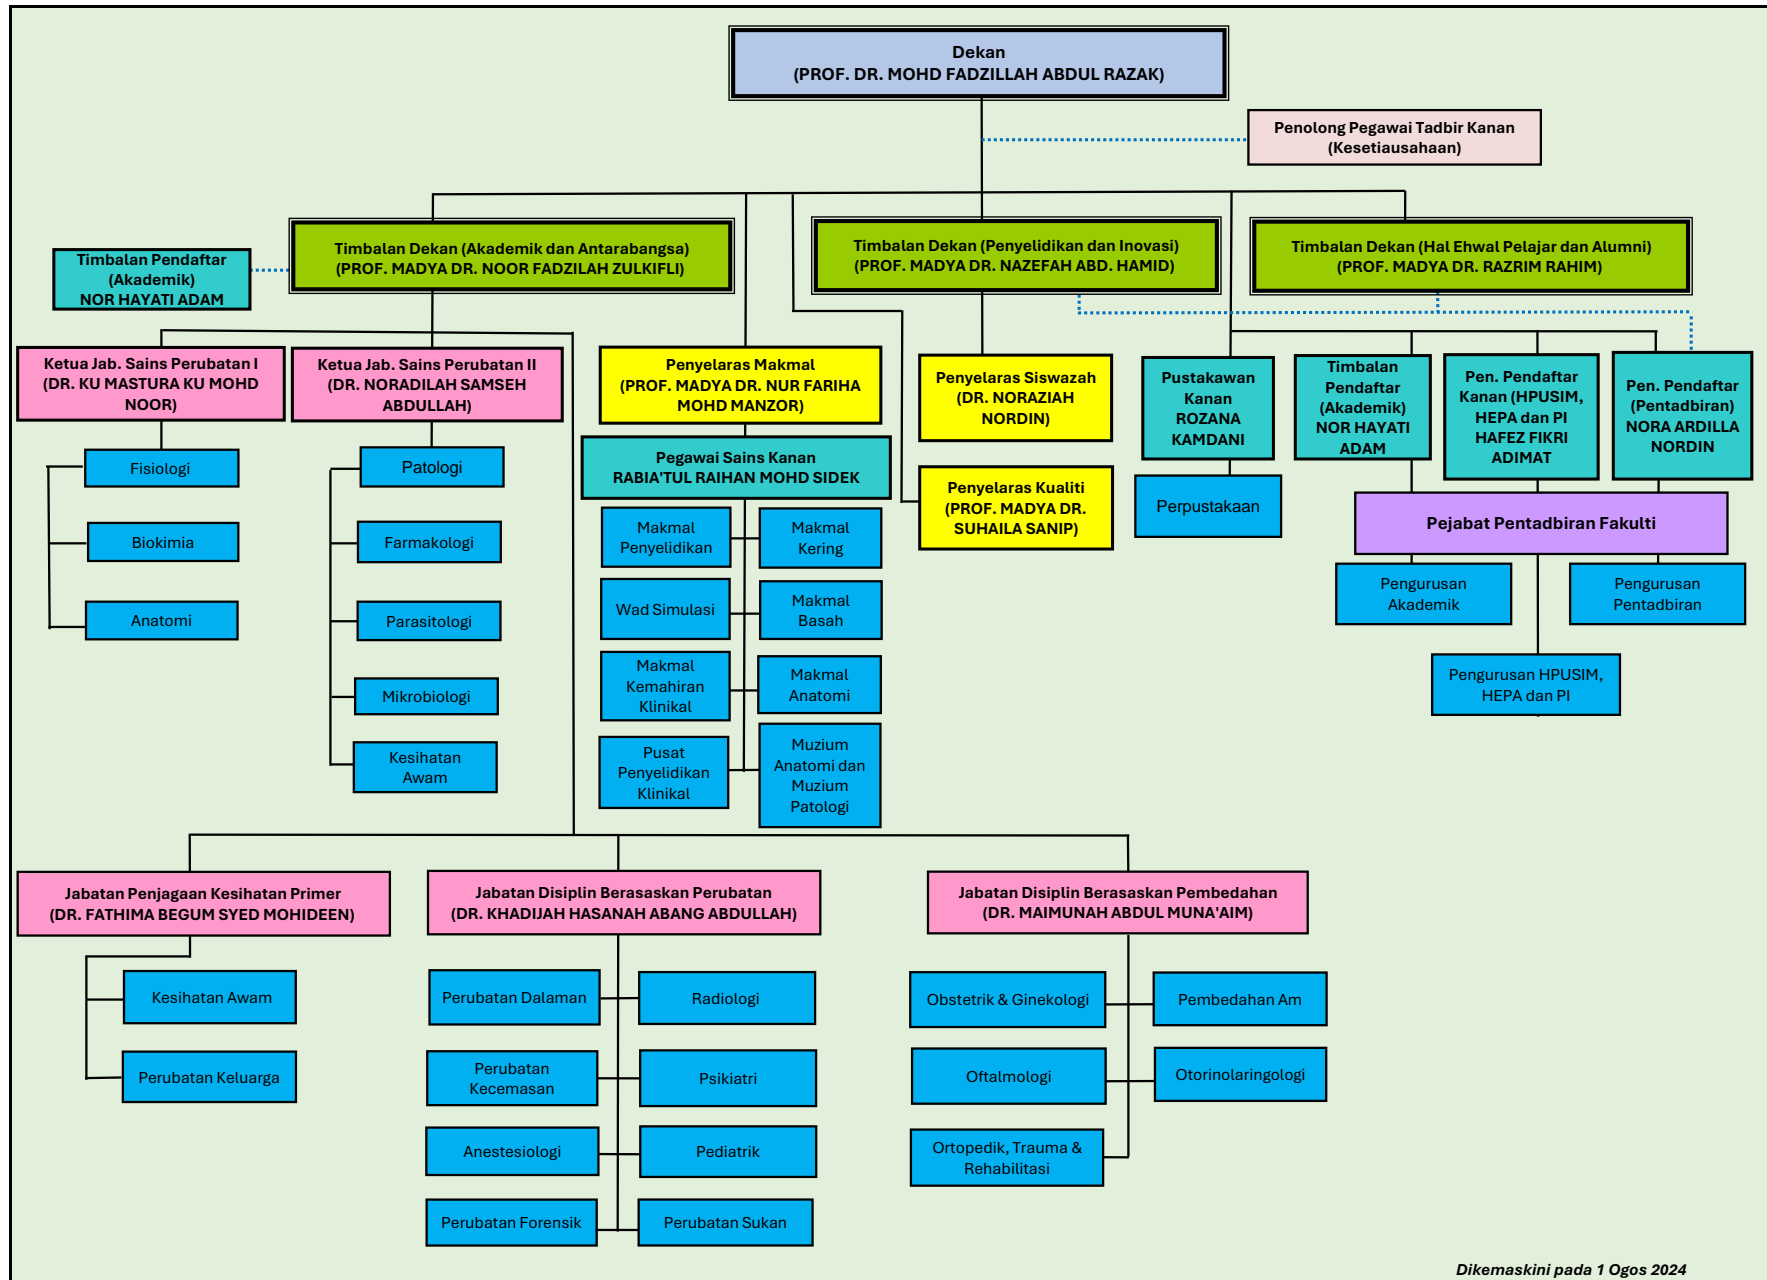 Dekan
(PROF. DR. MOHD FADZILLAH ABDUL RAZAK)
Penolong Pegawai Tadbir Kanan
(Kesetiausahaan)
Timbalan Pendaftar
(Akademik)
NOR HAYATI ADAM
Timbalan Dekan (Akademik dan Antarabangsa)
(PROF. MADYA DR. NOOR FADZILAH ZULKIFLI)
Timbalan Dekan (Penyelidikan dan Inovasi)
(PROF. MADYA DR. NAZEFAH ABD. HAMID)
Timbalan Dekan (Hal Ehwal Pelajar dan Alumni)
(PROF. MADYA DR. RAZRIM RAHIM)
Ketua Jab. Sains Perubatan I
(DR. KU MASTURA KU MOHD
NOOR)
Ketua Jab. Sains Perubatan II
(DR. NORADILAH SAMSEH
ABDULLAH)
Penyelaras Makmal
(PROF. MADYA DR. NUR FARIHA
MOHD MANZOR)
Penyelaras Siswazah
(DR. NORAZIAH
NORDIN)
Pustakawan
Kanan
ROZANA
KAMDANI
Timbalan
Pendaftar
(Akademik)
NOR HAYATI
ADAM
Pen. Pendaftar
Kanan (HPUSIM,
HEPA dan PI
HAFEZ FIKRI
ADIMAT
Pen. Pendaftar
(Pentadbiran)
NORA ARDILLA
NORDIN
Pegawai Sains Kanan
RABIA'TUL RAIHAN MOHD SIDEK
Penyelaras Kualiti
(PROF. MADYA DR.
SUHAILA SANIP)
Perpustakaan
Pejabat Pentadbiran Fakulti
Pengurusan
Akademik
Pengurusan
Pentadbiran
Pengurusan HPUSIM,
HEPA dan PI
Fisiologi
Biokimia
Anatomi
Patologi
Farmakologi
Parasitologi
Mikrobiologi
Kesihatan
Awam
Makmal
Penyelidikan
Makmal
Kering
Wad Simulasi
Makmal
Basah
Makmal
Kemahiran
Klinikal
Makmal
Anatomi
Pusat
Penyelidikan
Klinikal
Muzium
Anatomi dan
Muzium
Patologi
Jabatan Penjagaan Kesihatan Primer
(DR. FATHIMA BEGUM SYED MOHIDEEN)
Jabatan Disiplin Berasaskan Perubatan
(DR. KHADIJAH HASANAH ABANG ABDULLAH)
Jabatan Disiplin Berasaskan Pembedahan
(DR. MAIMUNAH ABDUL MUNA'AIM)
Kesihatan Awam
Perubatan Keluarga
Perubatan Dalaman
Radiologi
Perubatan
Kecemasan
Psikiatri
Anestesiologi
Pediatrik
Perubatan Forensik
Perubatan Sukan
Obstetrik & Ginekologi
Pembedahan Am
Oftalmologi
Otorinolaringologi
Ortopedik, Trauma &
Rehabilitasi
Dikemaskini pada 1 Ogos 2024